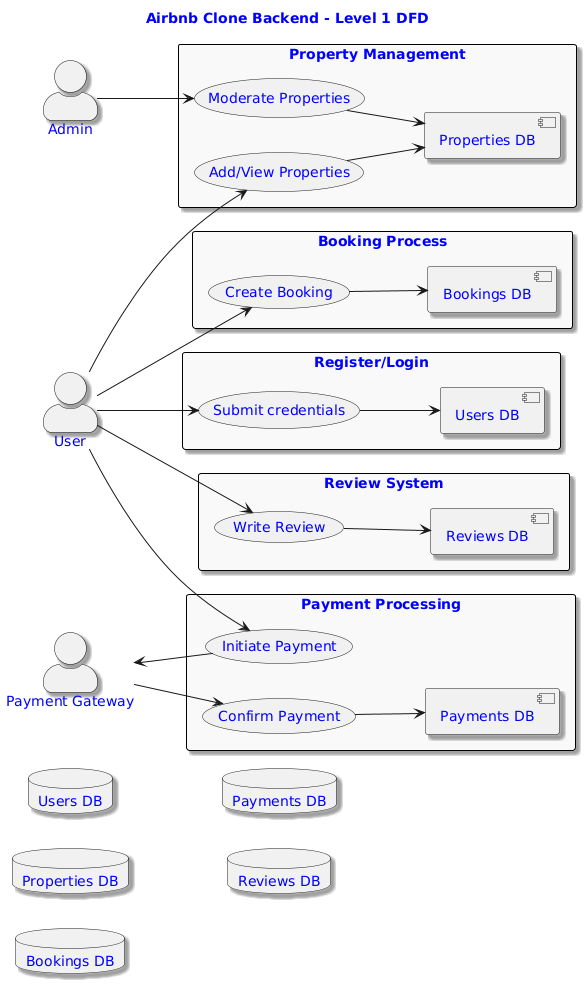 Airbnb Clone Backend - Level 1 DFD
Property Management
Admin
Moderate Properties
Properties DB
Add/View Properties
Booking Process
Create Booking
Bookings DB
Register/Login
User
Submit credentials
Users DB
Review System
Write Review
Reviews DB
Payment Processing
Initiate Payment
Payment Gateway
Confirm Payment
Payments DB
Users DB
Payments DB
Properties DB
Reviews DB
Bookings DB